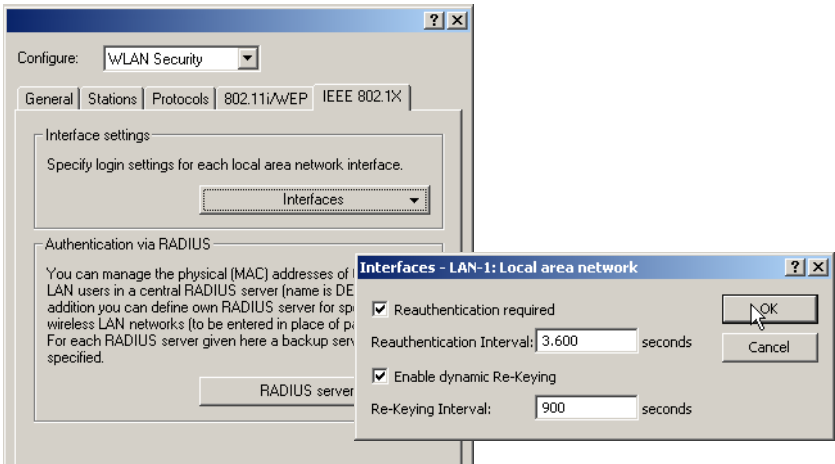 Configure: WLAN Security
General Stations Protocols 802.11i/WEP IEEE 802.1X
Interface settings
Specify login settings for each local area network interface.
Interfaces
Authentication via RADIUS
You can manage the physical (MAC) addresses of
LAN users in a central RADIUS server (name is DE
addition you can define own RADIUS server for
wireless LAN networks (to be entered in place of
For each RADIUS server given here a backup
specified.
RADIUS server
Interfaces - LAN-1: Local area network
Reauthentication required
Reauthentication Interval: 3.600 seconds
Enable dynamic Re-Keying
Re-Keying Interval: 900 seconds
OK
Cancel